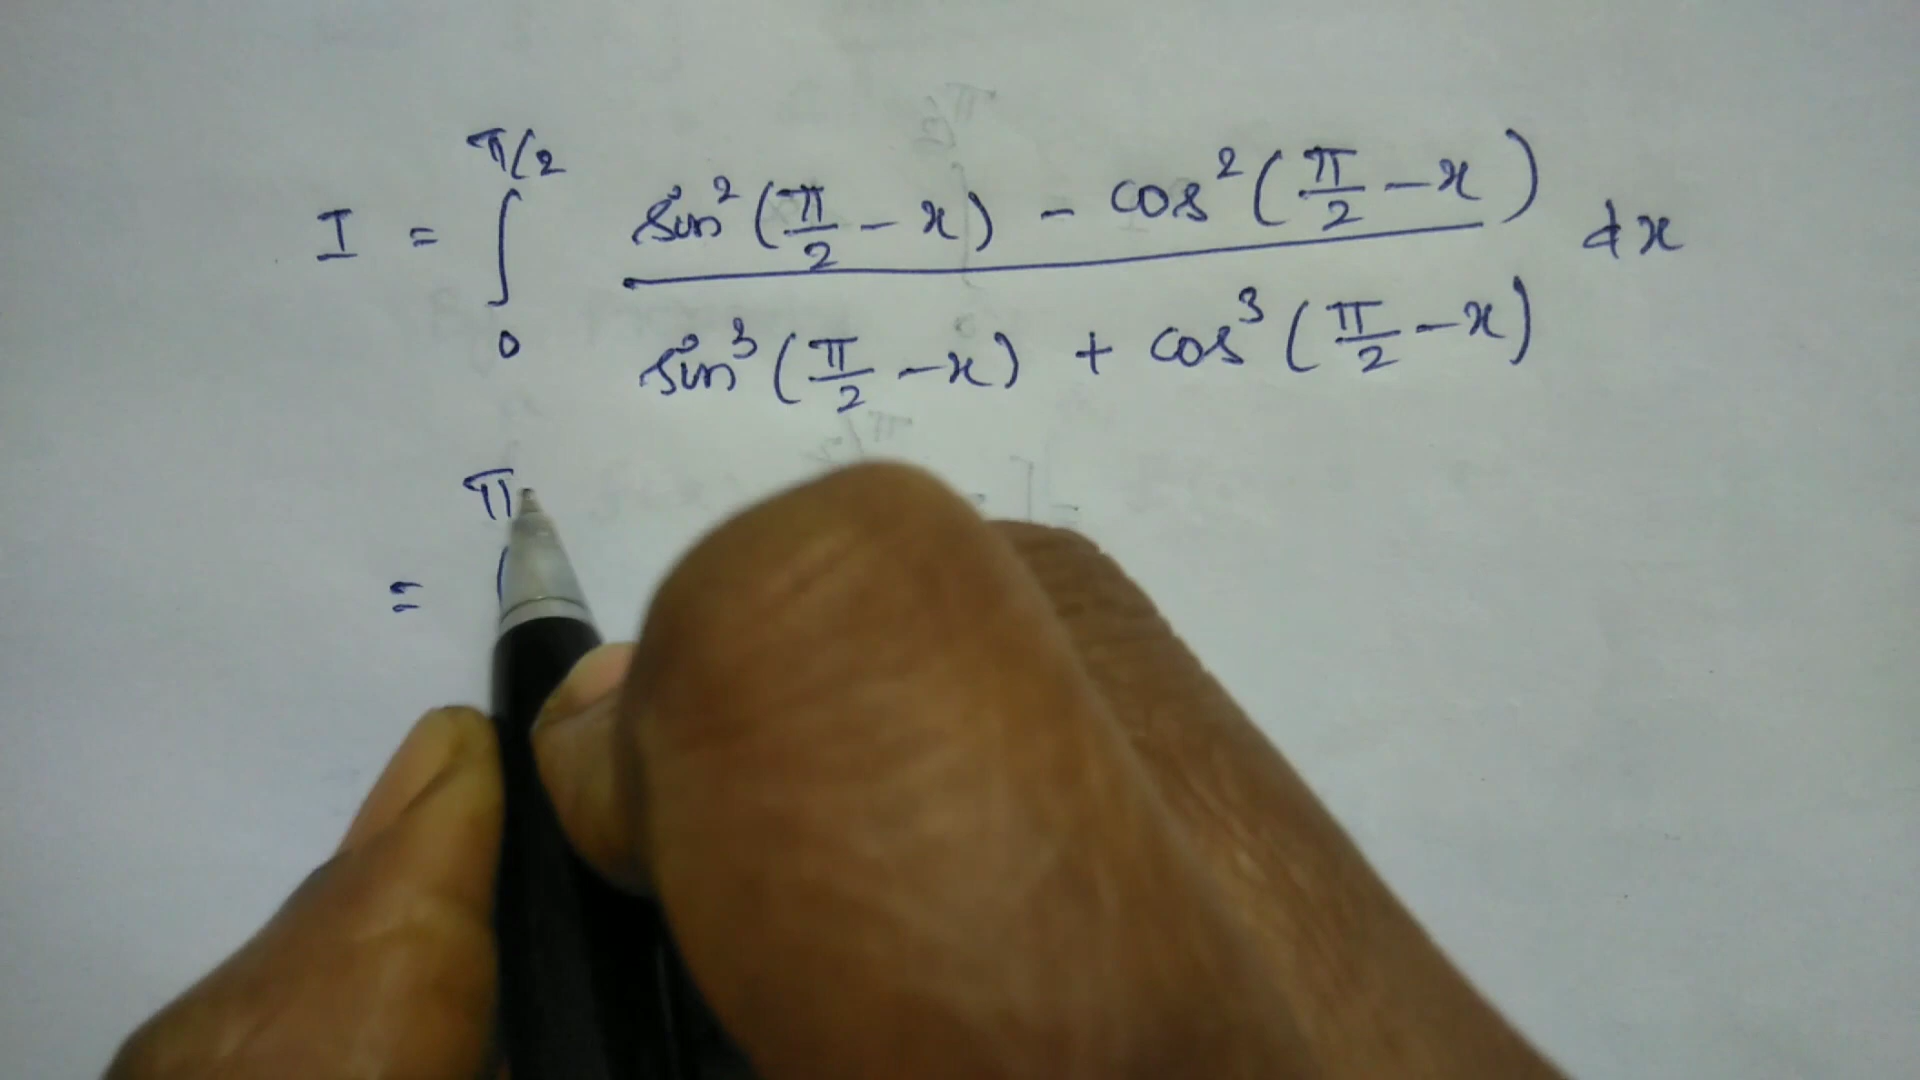 I = ∫₀^{π/2} (sin²(π/2 − x) − cos²(π/2 − x)) / (sin³(π/2 − x) + cos³(π/2 − x)) dx
= π